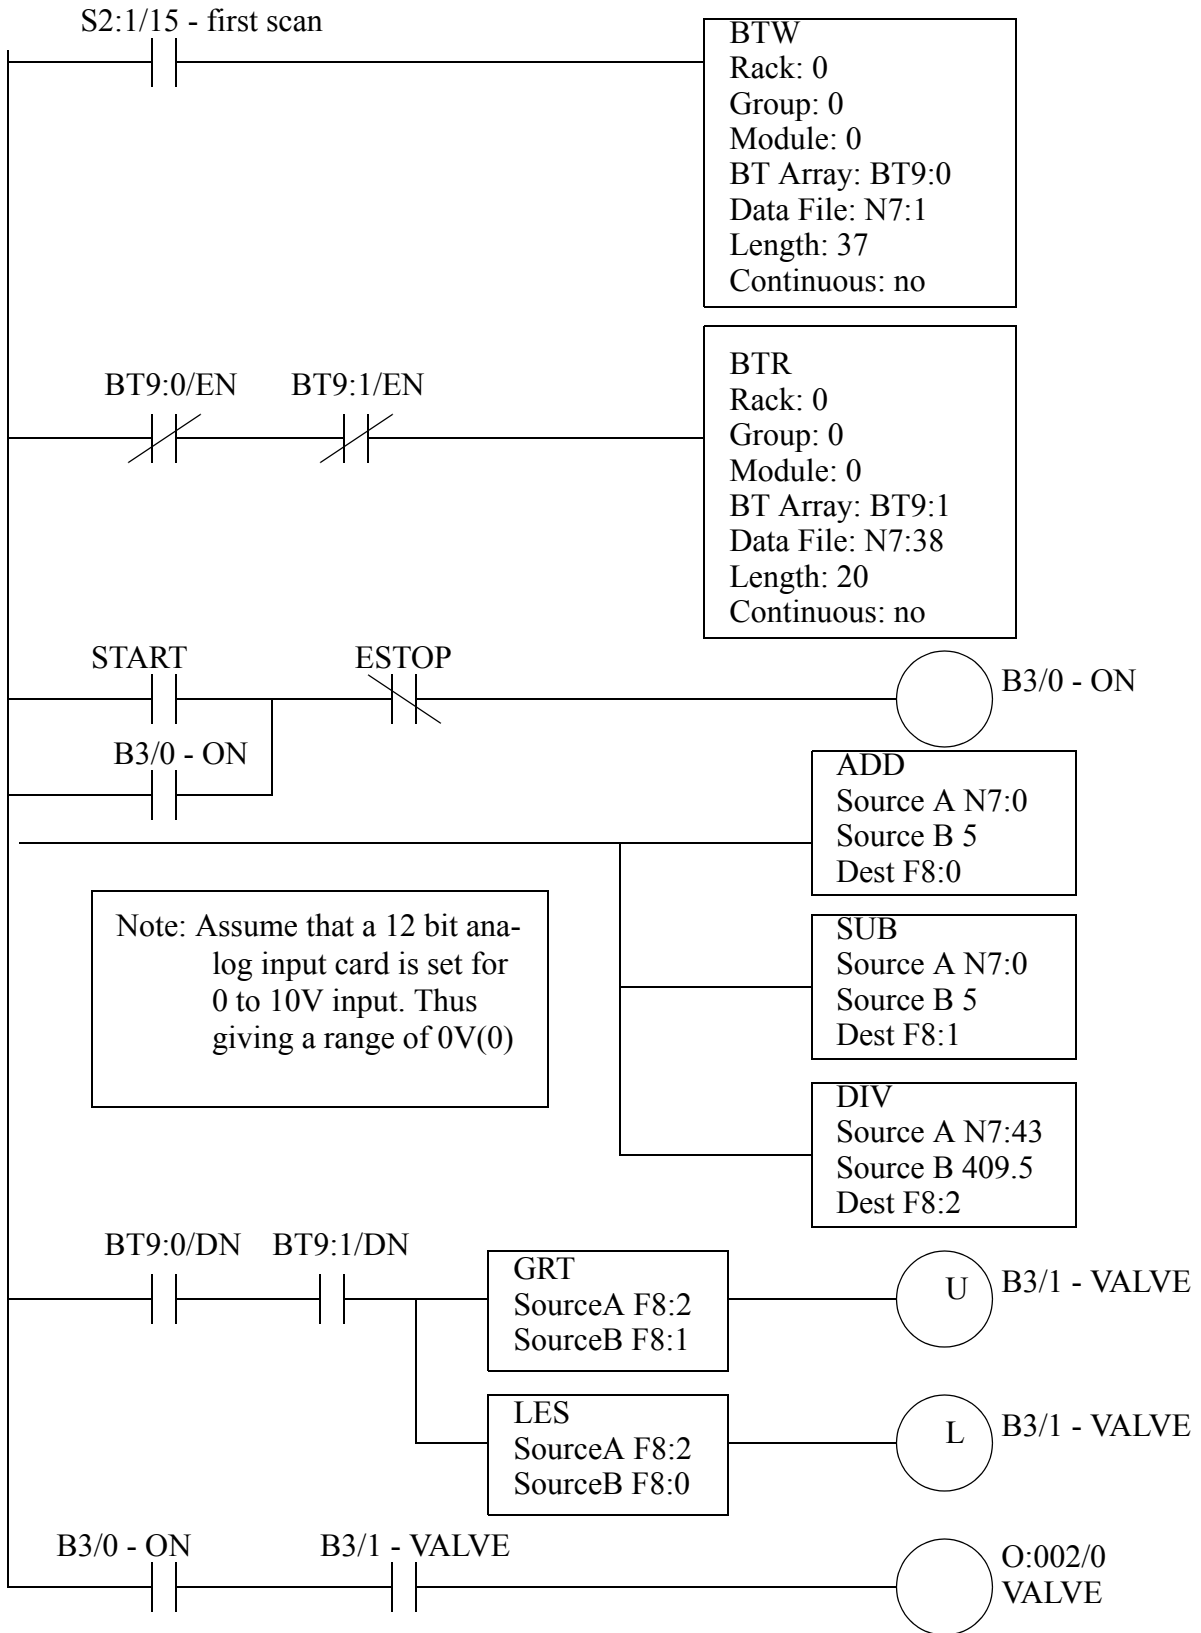 S2:1/15 - first scan
BTW
Rack: 0
Group: 0
Module: 0
BT Array: BT9:0
Data File: N7:1
Length: 37
Continuous: no
BT9:0/EN
BT9:1/EN
BTR
Rack: 0
Group: 0
Module: 0
BT Array: BT9:1
Data File: N7:38
Length: 20
Continuous: no
START
ESTOP
B3/0 - ON
B3/0 - ON
ADD
Source A N7:0
Source B 5
Dest F8:0
Note: Assume that a 12 bit ana-
log input card is set for
0 to 10V input. Thus
giving a range of 0V(0)
SUB
Source A N7:0
Source B 5
Dest F8:1
DIV
Source A N7:43
Source B 409.5
Dest F8:2
BT9:0/DN
BT9:1/DN
GRT
SourceA F8:2
SourceB F8:1
U
B3/1 - VALVE
LES
SourceA F8:2
SourceB F8:0
L
B3/1 - VALVE
B3/0 - ON
B3/1 - VALVE
O:002/0
VALVE